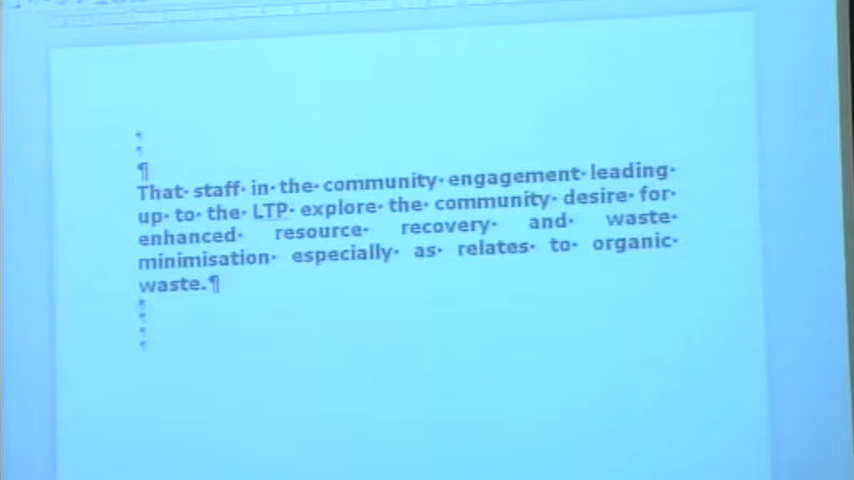 That staff in the community engagement leading
up to the LTP explore the community desire for
enhanced resource recovery and waste
minimisation especially as relates to organic
waste.